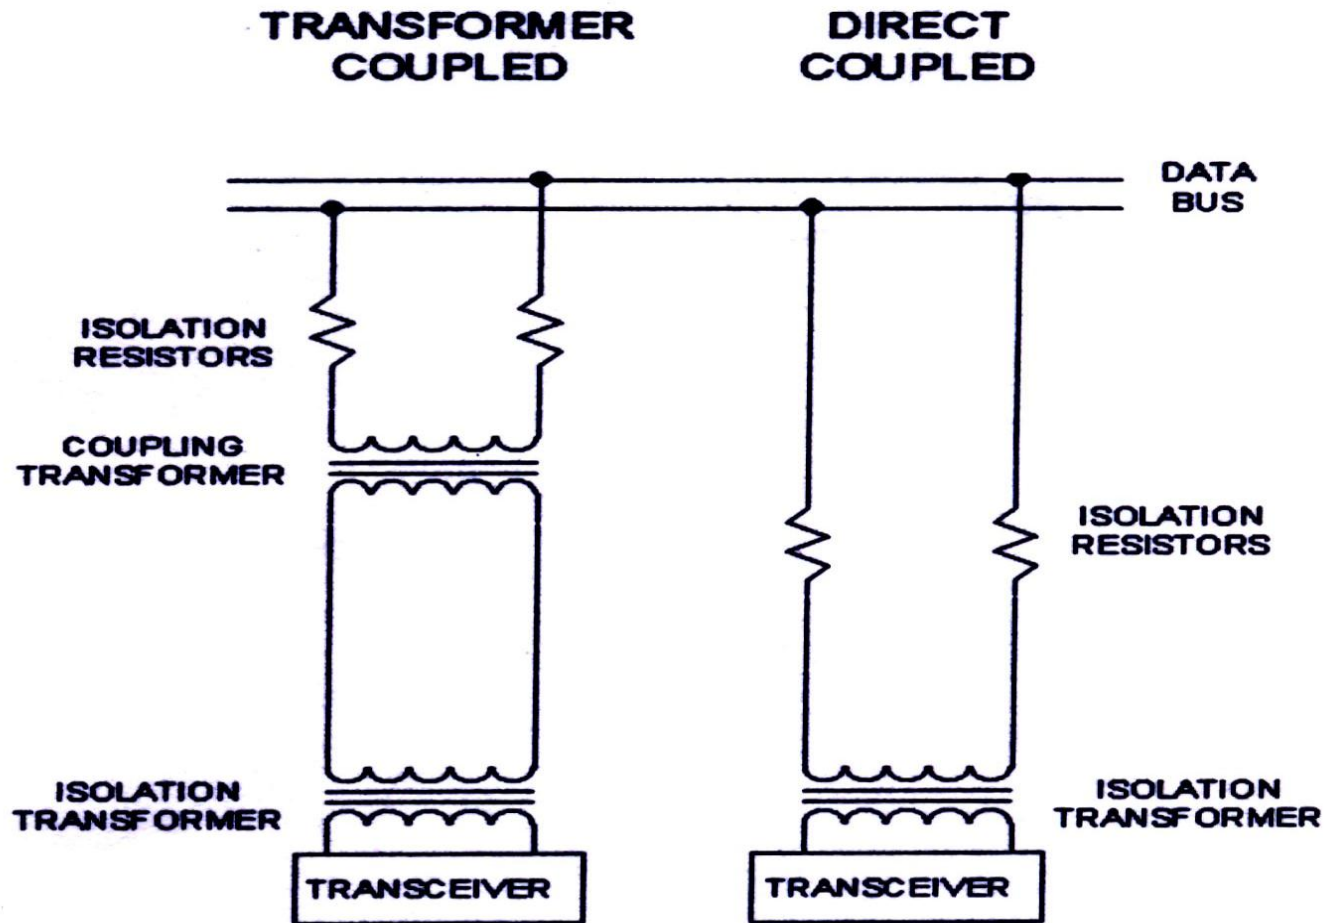 TRANSFORMER
COUPLED
DIRECT
COUPLED
DATA
BUS
ISOLATION
RESISTORS
COUPLING
TRANSFORMER
ISOLATION
RESISTORS
ISOLATION
TRANSFORMER
ISOLATION
TRANSFORMER
TRANSCEIVER
TRANSCEIVER